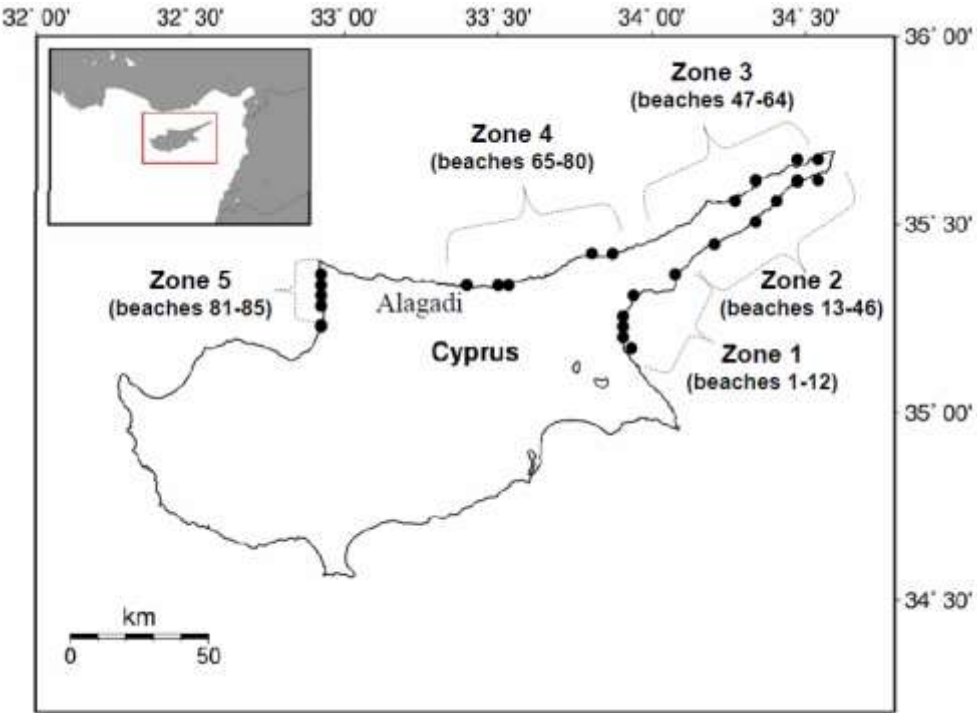 32° 00' 32° 30' 33° 00' 33° 30' 34° 00' 34° 30'
36° 00'
Zone 3
(beaches 47-64)
Zone 4
(beaches 65-80)
35° 30'
Zone 5
(beaches 81-85)
Zone 2
(beaches 13-46)
Alagadi
Cyprus
Zone 1
(beaches 1-12)
35° 00'
34° 30'
km
0 50